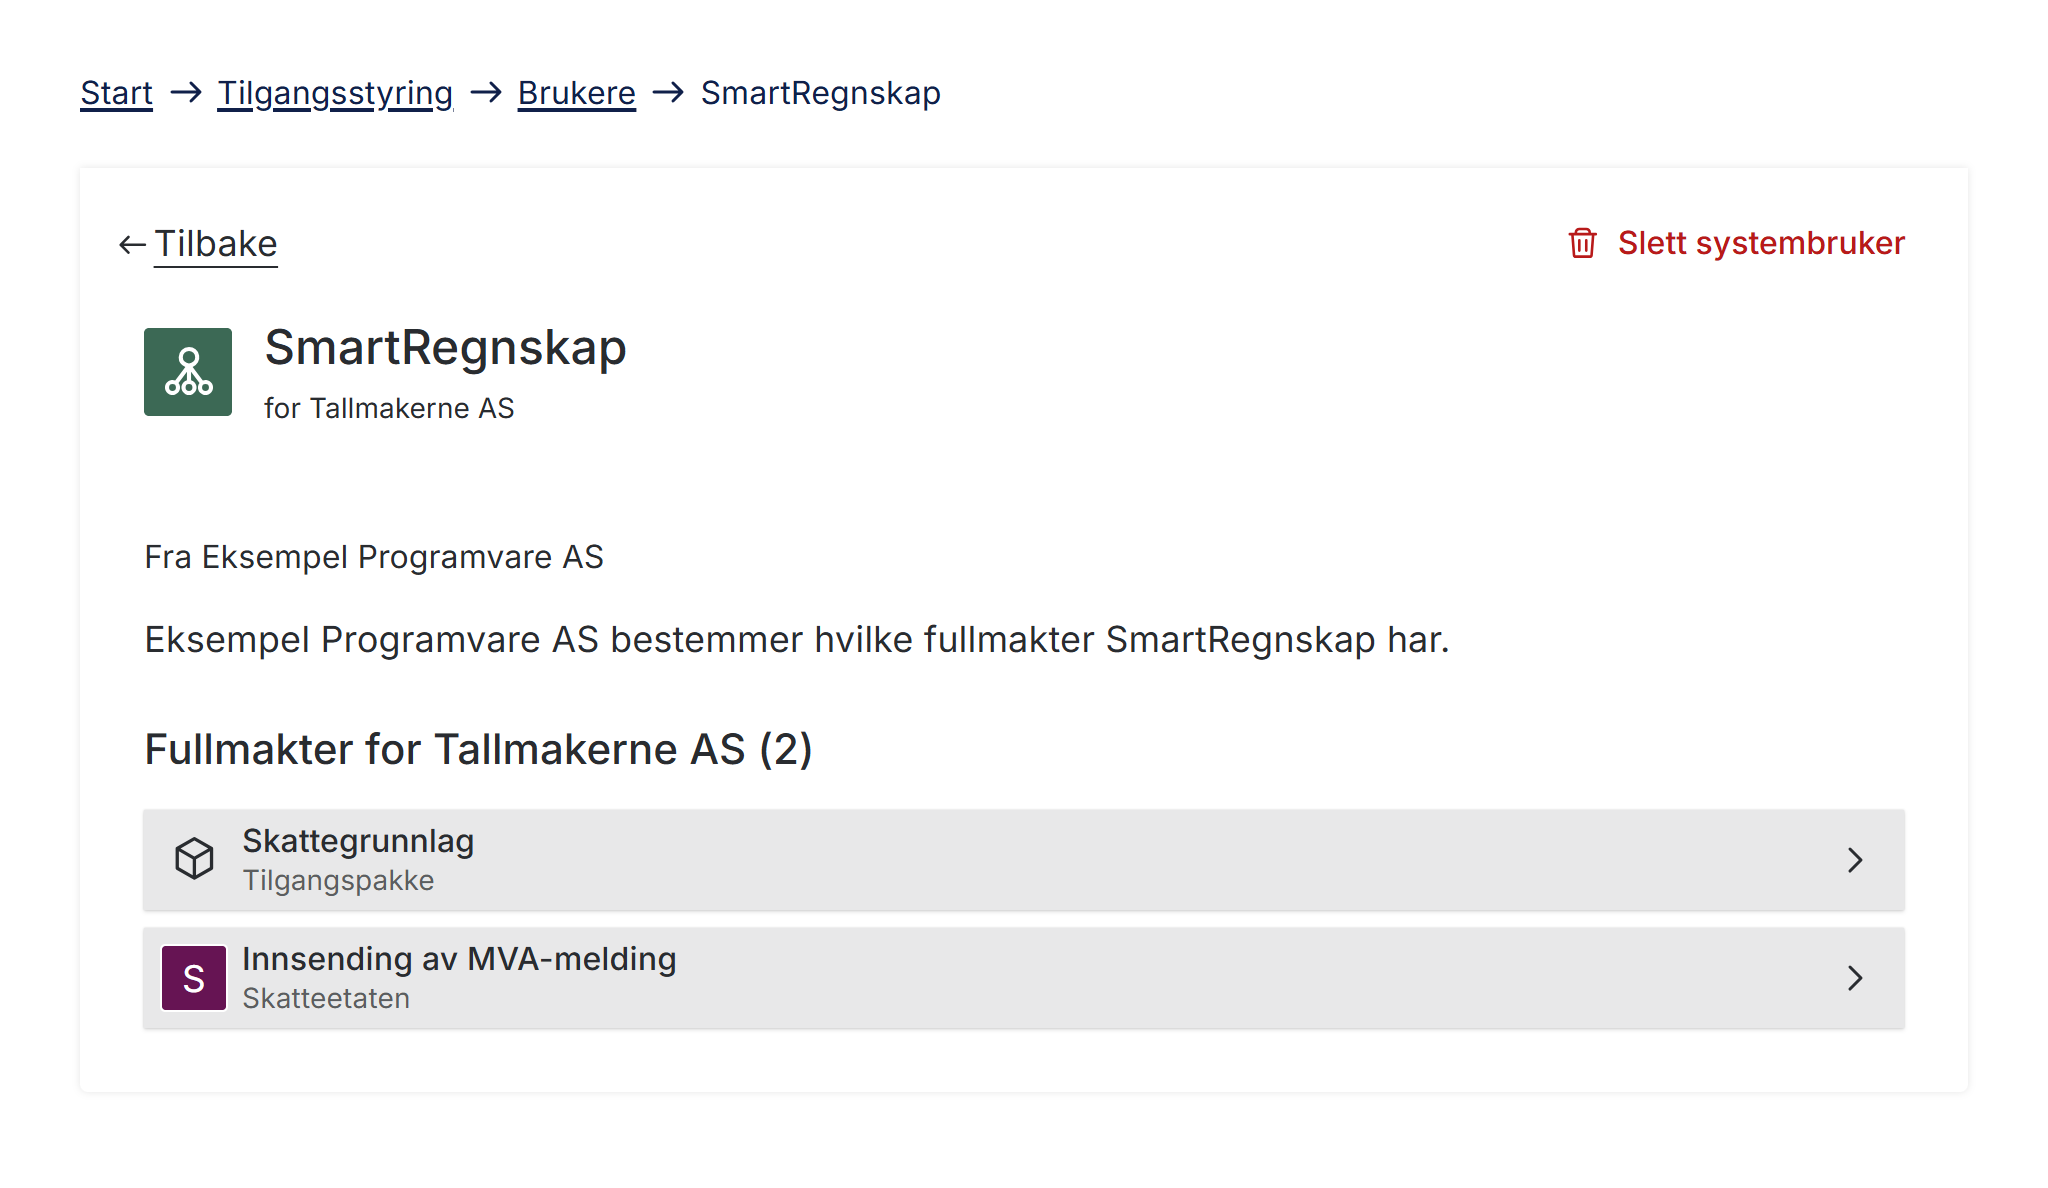 Start → Tilgangsstyring → Brukere → SmartRegnskap
← Tilbake
Slett systembruker
SmartRegnskap
for Tallmakerne AS
Fra Eksempel Programvare AS
Eksempel Programvare AS bestemmer hvilke fullmakter SmartRegnskap har.
Fullmakter for Tallmakerne AS (2)
Skattegrunnlag
Tilgangspakke
S
Innsending av MVA-melding
Skatteetaten